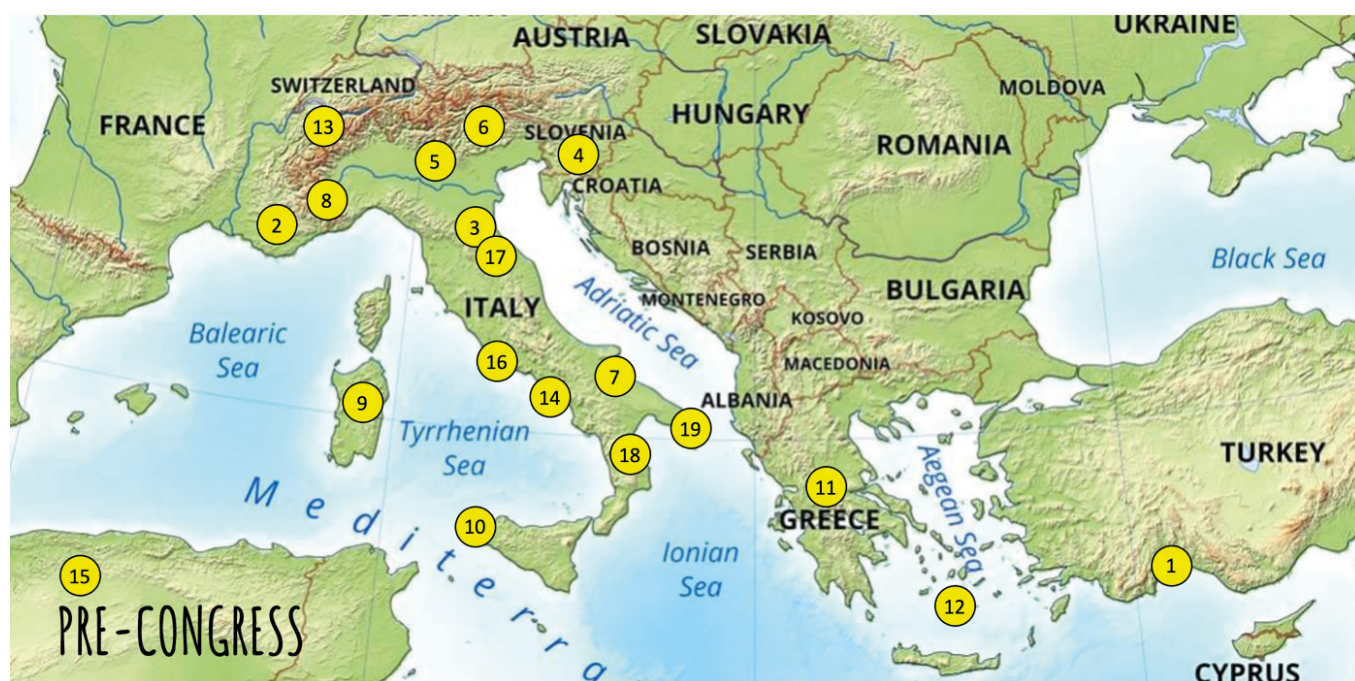 UKRAINE
AUSTRIA
SLOVAKIA
SWITZERLAND
MOLDOVA
HUNGARY
FRANCE
13
6
SLOVENIA
ROMANIA
5
4
CROATIA
8
2
3
BOSNIA
SERBIA
17
Black Sea
BULGARIA
ITALY
Adriatic Sea
MONTENEGRO
KOSOVO
Balearic
Sea
16
MACEDONIA
7
14
ALBANIA
9
19
Tyrrhenian
Sea
18
TURKEY
Aegean Sea
11
GREECE
Mediterra
10
Ionian
Sea
1
15
12
PRE-CONGRESS
CYPRUS